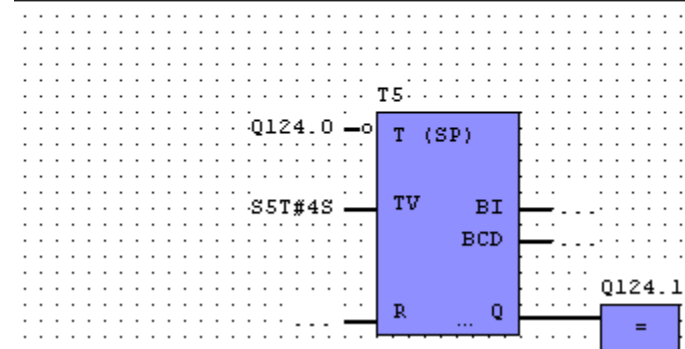 T5
Q124.0 T (SP)
S5T#4S TV BI ...
BCD ...
Q124.1
... R ... Q =